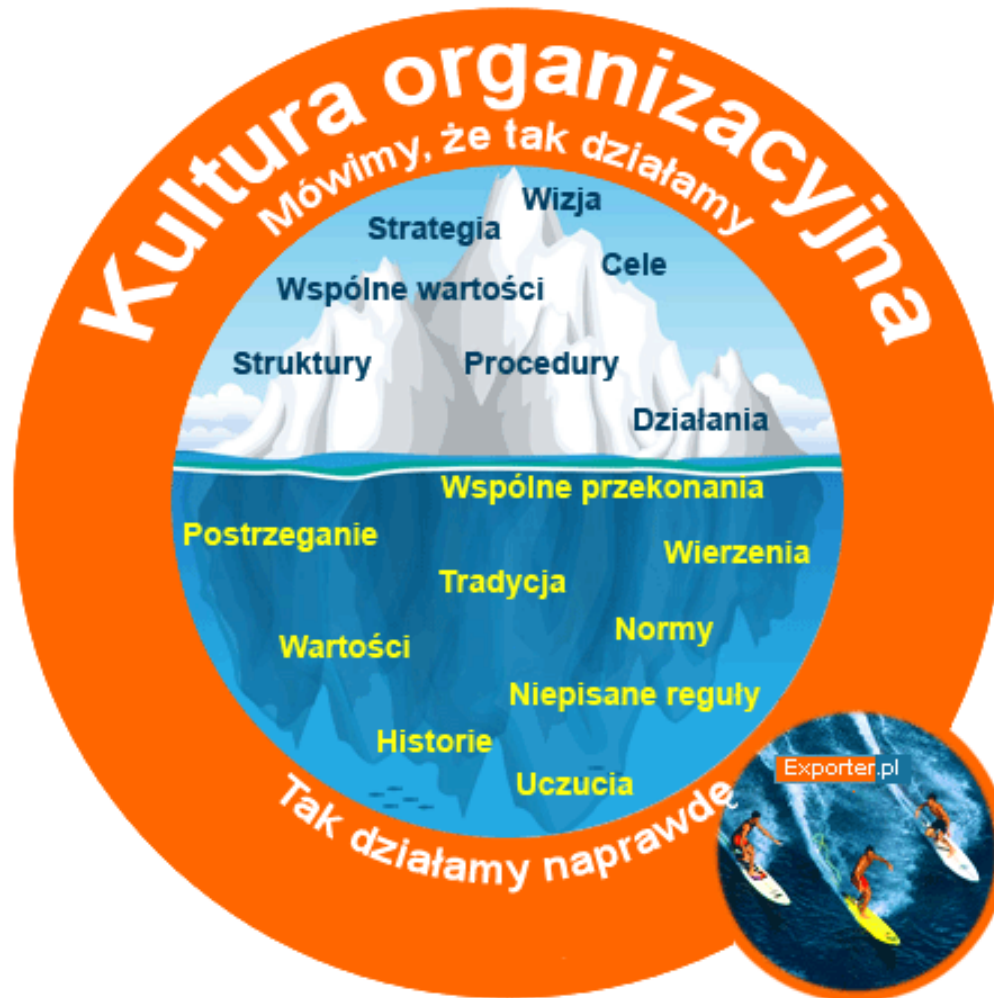 Kultura organizacyjna
Mówimy, że tak działamy
Wizja
Strategia
Cele
Wspólne wartości
Struktury
Procedury
Działania
Wspólne przekonania
Postrzeganie
Wierzenia
Tradycja
Normy
Wartości
Niepisane reguły
Historie
Uczucia
Tak działamy naprawdę
Exporter.pl